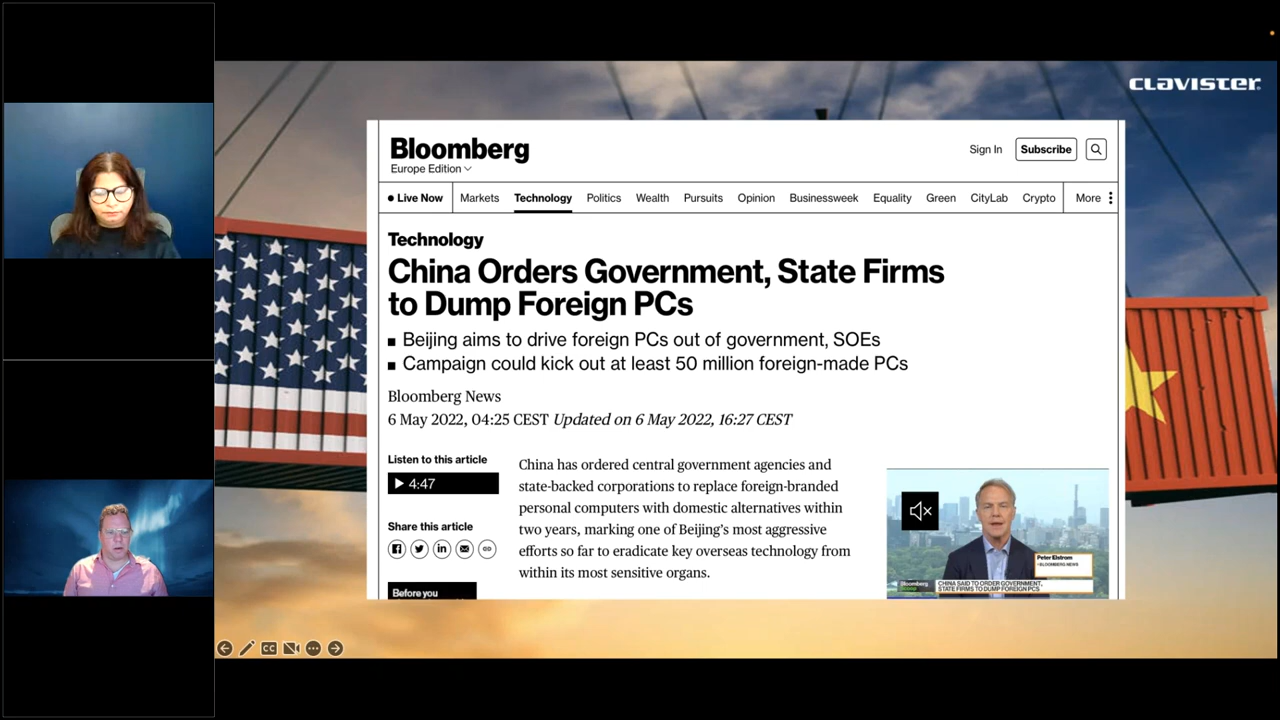 CLAVISTER
Bloomberg
Europe Edition
Sign In
Subscribe
Live Now
Markets
Technology
Politics
Wealth
Pursuits
Opinion
Businessweek
Equality
Green
CityLab
Crypto
More
Technology
China Orders Government, State Firms
to Dump Foreign PCs
Beijing aims to drive foreign PCs out of government, SOEs
Campaign could kick out at least 50 million foreign-made PCs
Bloomberg News
6 May 2022, 04:25 CEST Updated on 6 May 2022, 16:27 CEST
Listen to this article
4:47
Share this article
Before you
China has ordered central government agencies and
state-backed corporations to replace foreign-branded
personal computers with domestic alternatives within
two years, marking one of Beijing's most aggressive
efforts so far to eradicate key overseas technology from
within its most sensitive organs.
Peter Elstrom
BLOOMBERG NEWS
Bloomberg
Scoop
CHINA SAID TO ORDER GOVERNMENT,
STATE FIRMS TO DUMP FOREIGN PCS
CC